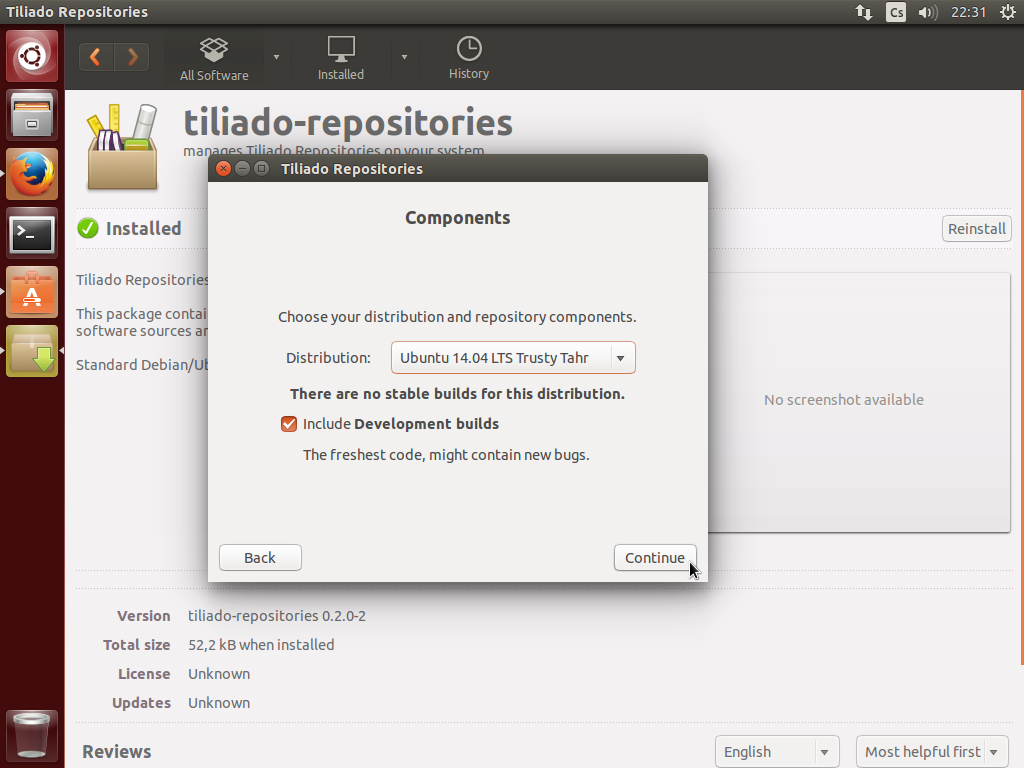 Tiliado Repositories
Cs
22:31
All Software
Installed
History
tiliado-repositories
manages Tiliado Repositories on your system
Installed
Reinstall
Tiliado Repositories
This package contai
software sources ar
Standard Debian/Ub
No screenshot available
Tiliado Repositories
Components
Choose your distribution and repository components.
Distribution: Ubuntu 14.04 LTS Trusty Tahr
There are no stable builds for this distribution.
Include Development builds
The freshest code, might contain new bugs.
Back
Continue
Version tiliado-repositories 0.2.0-2
Total size 52,2 kB when installed
License Unknown
Updates Unknown
Reviews
English
Most helpful first